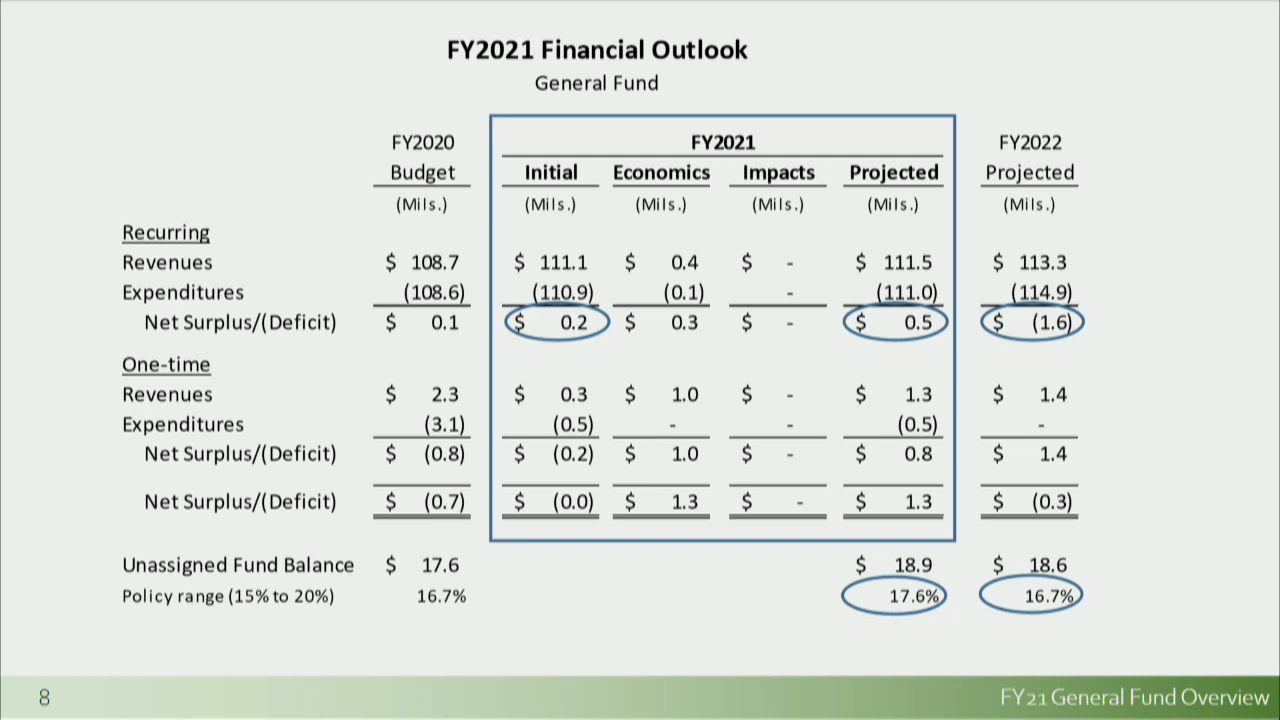 FY2021 Financial Outlook
General Fund
FY2020 FY2021 FY2022
Budget Initial Economics Impacts Projected Projected
(Mils.) (Mils.) (Mils.) (Mils.) (Mils.) (Mils.)
Recurring
Revenues $ 108.7 $ 111.1 $ 0.4 $ - $ 111.5 $ 113.3
Expenditures (108.6) (110.9) (0.1) - (111.0) (114.9)
Net Surplus/(Deficit) $ 0.1 $ 0.2 $ 0.3 $ - $ 0.5 $ (1.6)
One-time
Revenues $ 2.3 $ 0.3 $ 1.0 $ - $ 1.3 $ 1.4
Expenditures (3.1) (0.5) - - (0.5) -
Net Surplus/(Deficit) $ (0.8) $ (0.2) $ 1.0 $ - $ 0.8 $ 1.4
Net Surplus/(Deficit) $ (0.7) $ (0.0) $ 1.3 $ - $ 1.3 $ (0.3)
Unassigned Fund Balance $ 17.6 $ 18.9 $ 18.6
Policy range (15% to 20%) 16.7% 17.6% 16.7%
8 FY21 General Fund Overview